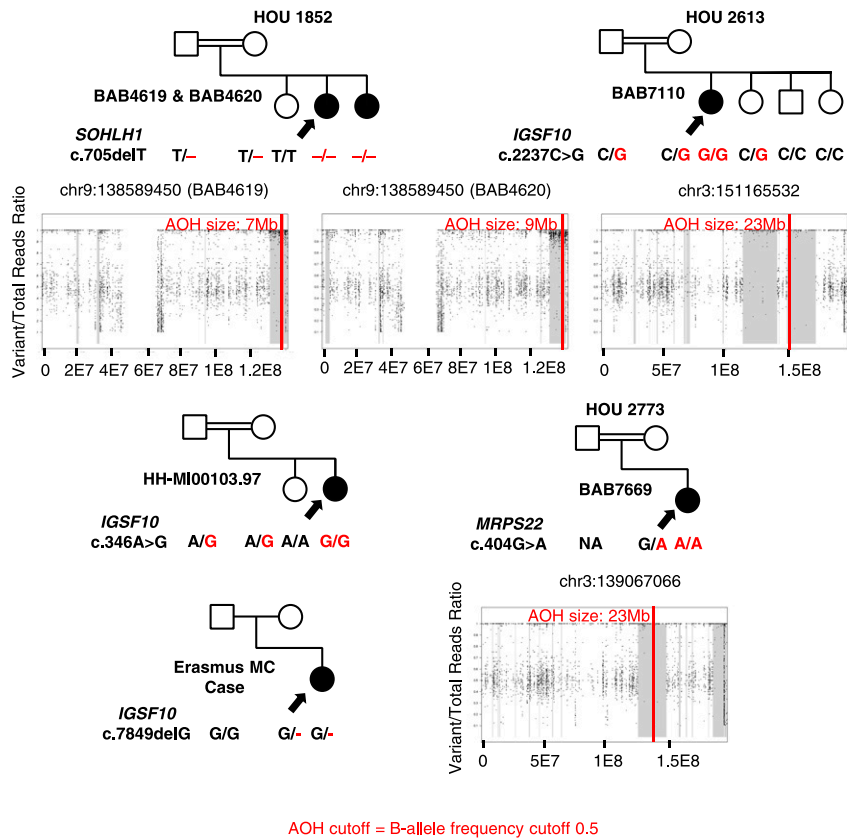 HOU 1852
BAB4619 & BAB4620
SOHLH1
c.705delT T/– T/– T/T –/– –/–
HOU 2613
BAB7110
IGSF10
c.2237C>G C/G C/G G/G C/G C/C C/C
chr9:138589450 (BAB4619)
chr9:138589450 (BAB4620)
chr3:151165532
Variant/Total Reads Ratio
AOH size: 7Mb
AOH size: 9Mb
AOH size: 23Mb
0 2E7 4E7 6E7 8E7 1.2E8
0 2E7 4E7 6E7 8E7 1.2E8
0 5E7 1E8 1.5E8
HH-MI00103.97
IGSF10
c.346A>G A/G A/G A/A G/G
HOU 2773
BAB7669
MRPS22
c.404G>A NA G/A A/A
chr3:139067066
Variant/Total Reads Ratio
AOH size: 23Mb
0 5E7 1E8 1.5E8
Erasmus MC
Case
IGSF10
c.7849delG G/G G/- G/-
AOH cutoff = B-allele frequency cutoff 0.5